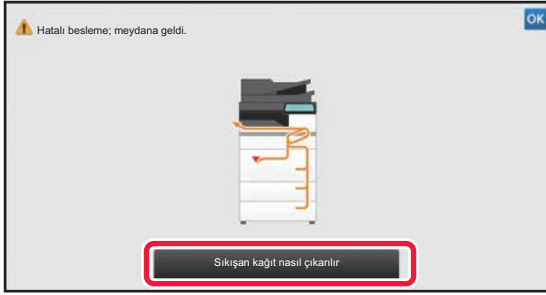 Hatalı besleme; meydana geldi.
OK
Sıkışan kağıt nasıl çıkarılır